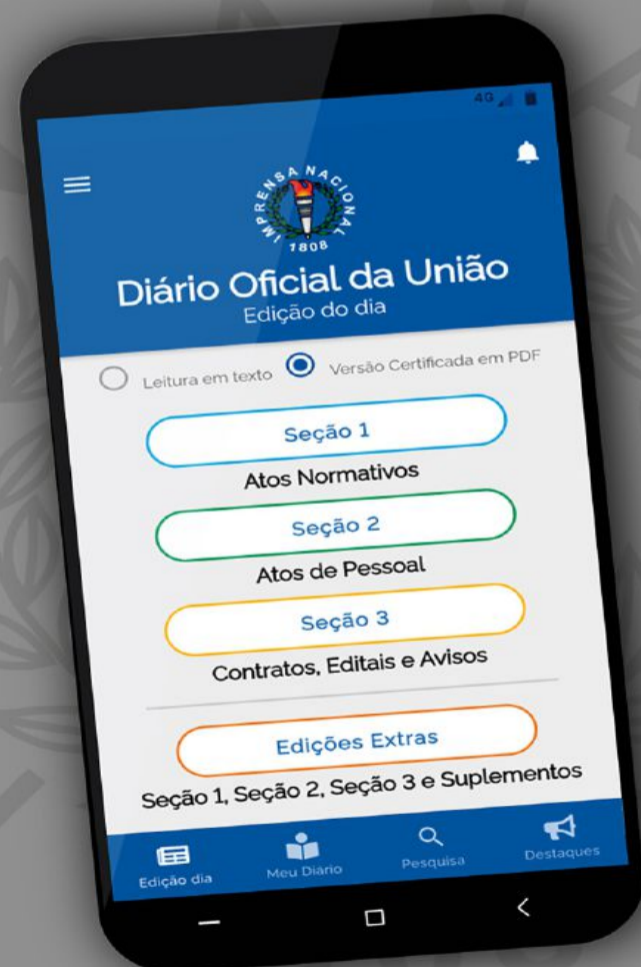 4G
IMPRENSA NACIONAL
1808
Diário Oficial da União
Edição do dia
Leitura em texto Versão Certificada em PDF
Seção 1
Atos Normativos
Seção 2
Atos de Pessoal
Seção 3
Contratos, Editais e Avisos
Edições Extras
Seção 1, Seção 2, Seção 3 e Suplementos
Edição dia Meu Diário Pesquisa Destaques